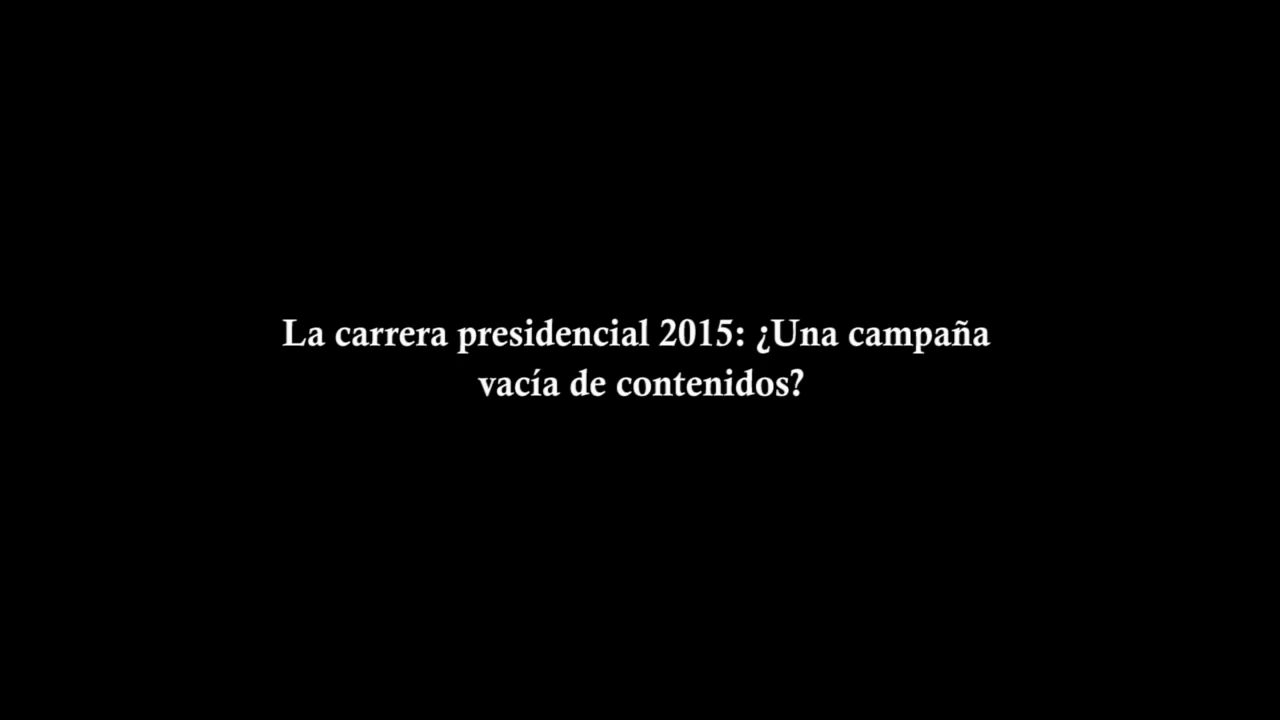 La carrera presidencial 2015: ¿Una campaña
vacía de contenidos?